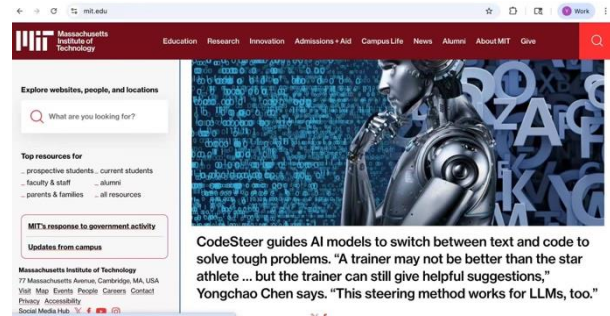 mit.edu
Work
Massachusetts
Institute of
Technology
Education Research Innovation Admissions + Aid Campus Life News Alumni About MIT Give
Explore websites, people, and locations
What are you looking for?
Top resources for
prospective students
current students
faculty & staff
alumni
parents & families
all resources
MIT's response to government activity
Updates from campus
Massachusetts Institute of Technology
77 Massachusetts Avenue, Cambridge, MA, USA
Visit Map Events People Careers Contact
Privacy Accessibility
Social Media Hub
CodeSteer guides AI models to switch between text and code to
solve tough problems. “A trainer may not be better than the star
athlete ... but the trainer can still give helpful suggestions,”
Yongchao Chen says. “This steering method works for LLMs, too.”